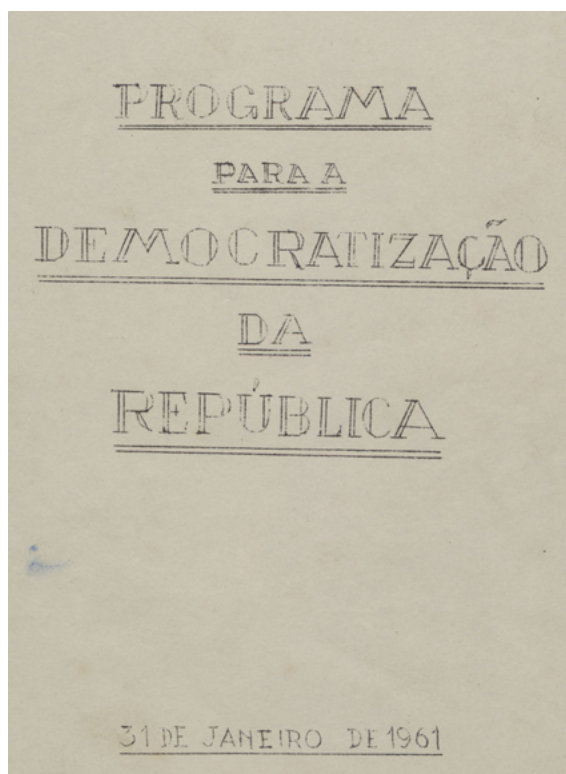 PROGRAMA
PARA A
DEMOCRATIZAÇÃO
DA
REPÚBLICA
31 DE JANEIRO DE 1961